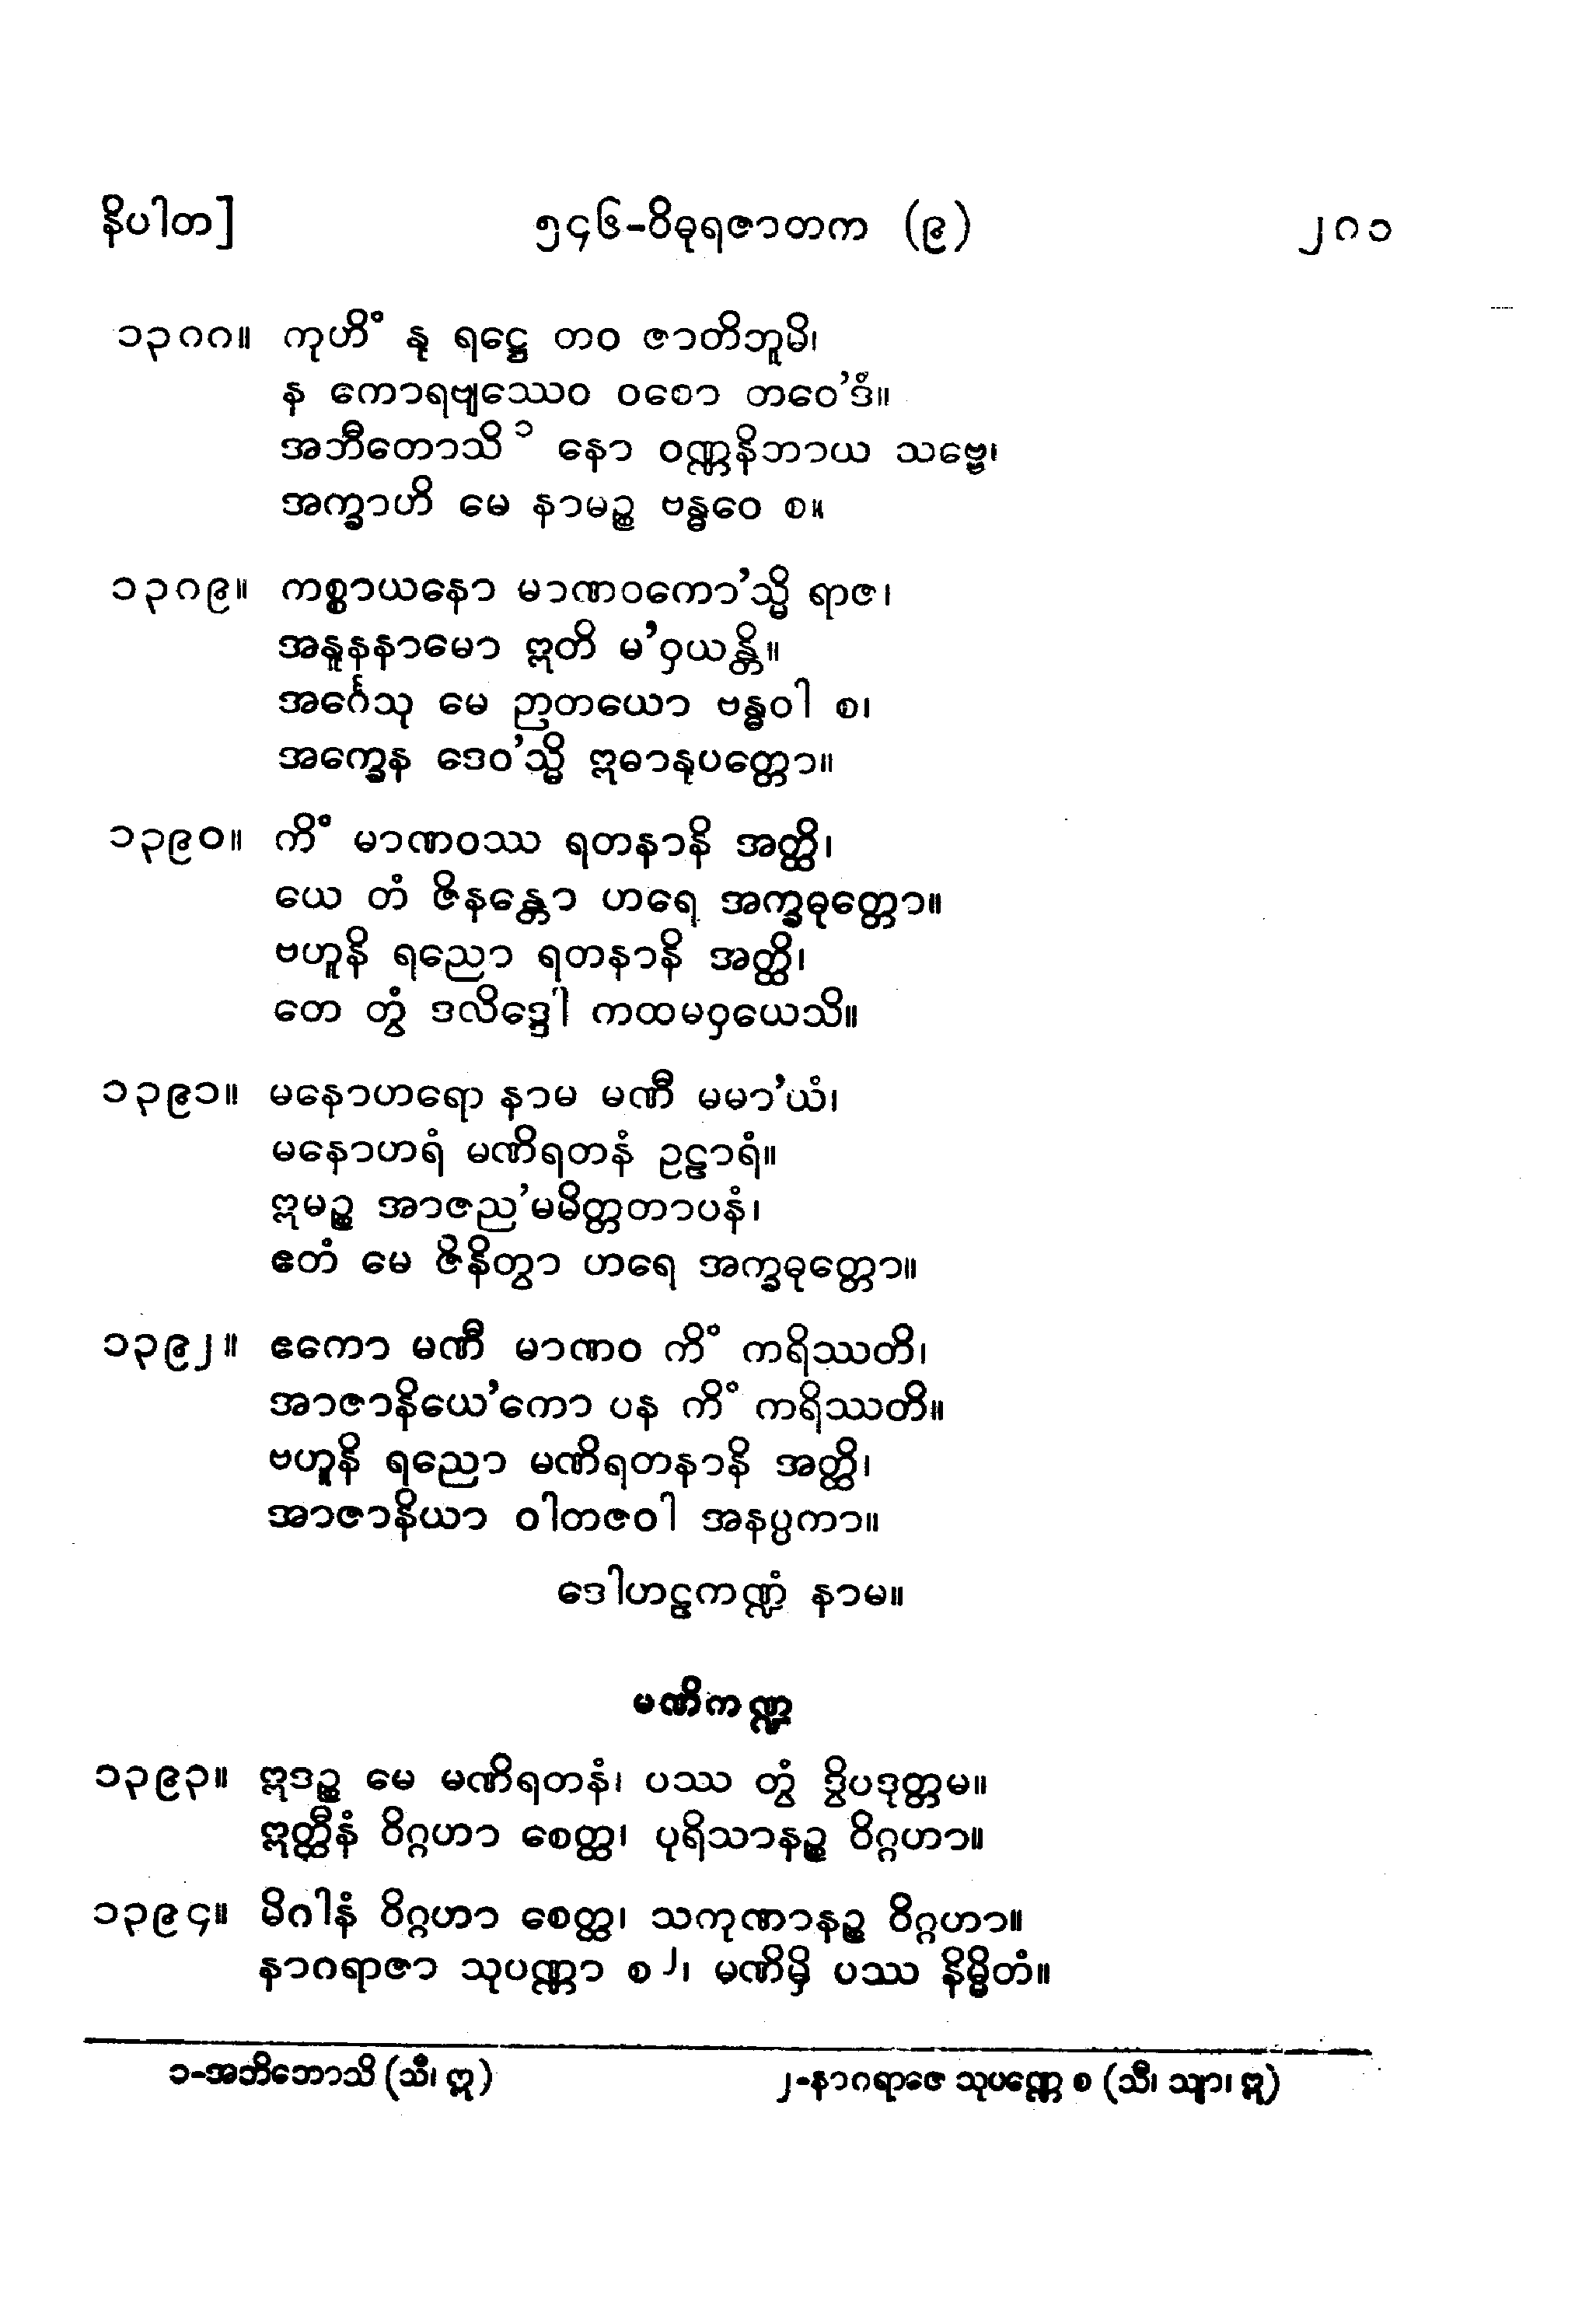 နိပါတ] ၅၄၆-ဝိဓုရဇာတက (၉) ၂၈၁
၁၃၈၈။ ကုဟိံ နု ရဋ္ဌေ တဝ ဇာတိဘူမိ၊
န ကောရဗျဿေဝ ဝစော တဝေ’ဒံ။
အဘီတောသိ ၁ နော ဝဏ္ဏနိဘာယ သဗ္ဗေ၊
အက္ခာဟိ မေ နာမဉ္စ ဗန္ဓဝေ စ။
၁၃၈၉။ ကစ္စာယနော မာဏဝကော’သ္မိ ရာဇ၊
အနူနနာမော ဣတိ မ’ဝှယန္တိ။
အင်္ဂေသု မေ ဉာတယော ဗန္ဓဝါ စ၊
အက္ခေန ဒေဝ’သ္မိ ဣဓာနုပတ္တော။
၁၃၉၀။ ကိံ မာဏဝဿ ရတနာနိ အတ္ထိ၊
ယေ တံ ဇိနန္တော ဟရေ အက္ခဓုတ္တော။
ဗဟူနိ ရညော ရတနာနိ အတ္ထိ၊
တေ တွံ ဒလိဒ္ဒေါ ကထမဝှယေသိ။
၁၃၉၁။ မနောဟရော နာမ မဏီ မမာ’ယံ၊
မနောဟရံ မဏိရတနံ ဥဠာရံ။
ဣမဉ္စ အာဇည’မမိတ္တတာပနံ၊
ဧတံ မေ ဇိနိတွာ ဟရေ အက္ခဓုတ္တော။
၁၃၉၂။ ဧကော မဏီ မာဏဝ ကိံ ကရိဿတိ၊
အာဇာနိယေ’ကော ပန ကိံ ကရိဿတိ။
ဗဟူနိ ရညော မဏိရတနာနိ အတ္ထိ၊
အာဇာနိယာ ဝါတဇဝါ အနပ္ပကာ။
ဒေါဟဠကဏ္ဍံ နာမ။
မဏိကဏ္ဍ
၁၃၉၃။ ဣဒဉ္စ မေ မဏိရတနံ၊ ပဿ တွံ ဒွိပဒုတ္တမ။
ဣတ္ထီနံ ဝိဂ္ဂဟာ စေတ္ထ၊ ပုရိသာနဉ္စ ဝိဂ္ဂဟာ။
၁၃၉၄။ မိဂါနံ ဝိဂ္ဂဟာ စေတ္ထ၊ သကုဏာနဉ္စ ဝိဂ္ဂဟာ။
နာဂရာဇာ သုပဏ္ဏာ စ ၂၊ မဏိမှိ ပဿ နိမ္မိတံ။
၁-အဘိဘောသိ (သီ၊ ဣ) ၂-နာဂရာဇေ သုပဏ္ဏေ စ (သီ၊ သျာ၊ ဣ)